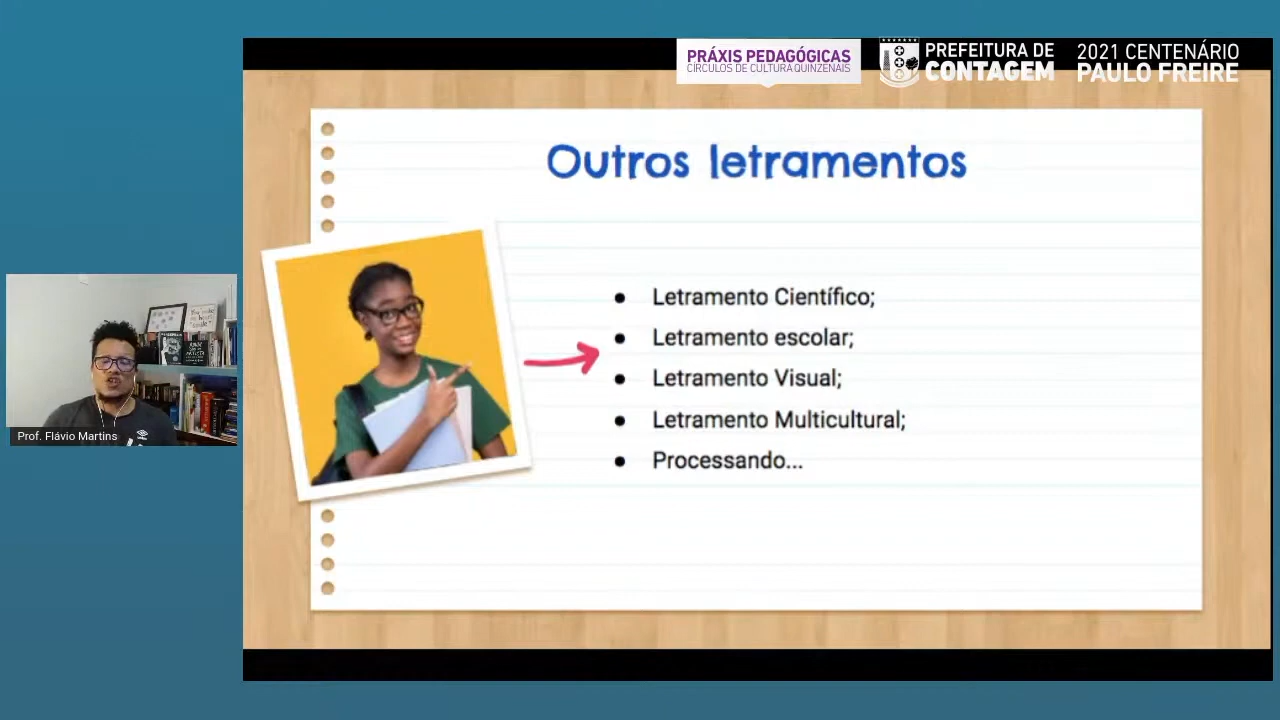 PRÁXIS PEDAGÓGICAS
CÍRCULOS DE CULTURA QUINZENAIS
PREFEITURA DE
CONTAGEM
2021 CENTENÁRIO
PAULO FREIRE
Outros letramentos
• Letramento Científico;
• Letramento escolar;
• Letramento Visual;
• Letramento Multicultural;
• Processando...
Prof. Flávio Martins